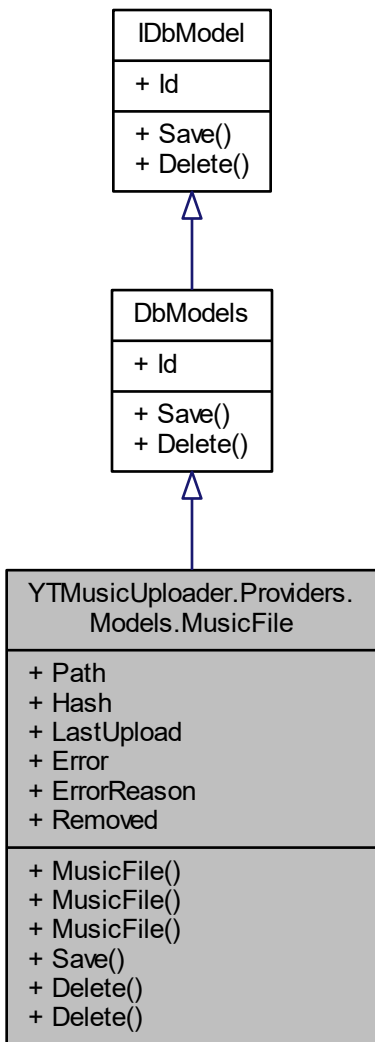 IDbModel
+ Id
+ Save()
+ Delete()
DbModels
+ Id
+ Save()
+ Delete()
YTMusicUploader.Providers.
Models.MusicFile
+ Path
+ Hash
+ LastUpload
+ Error
+ ErrorReason
+ Removed
+ MusicFile()
+ MusicFile()
+ MusicFile()
+ Save()
+ Delete()
+ Delete()